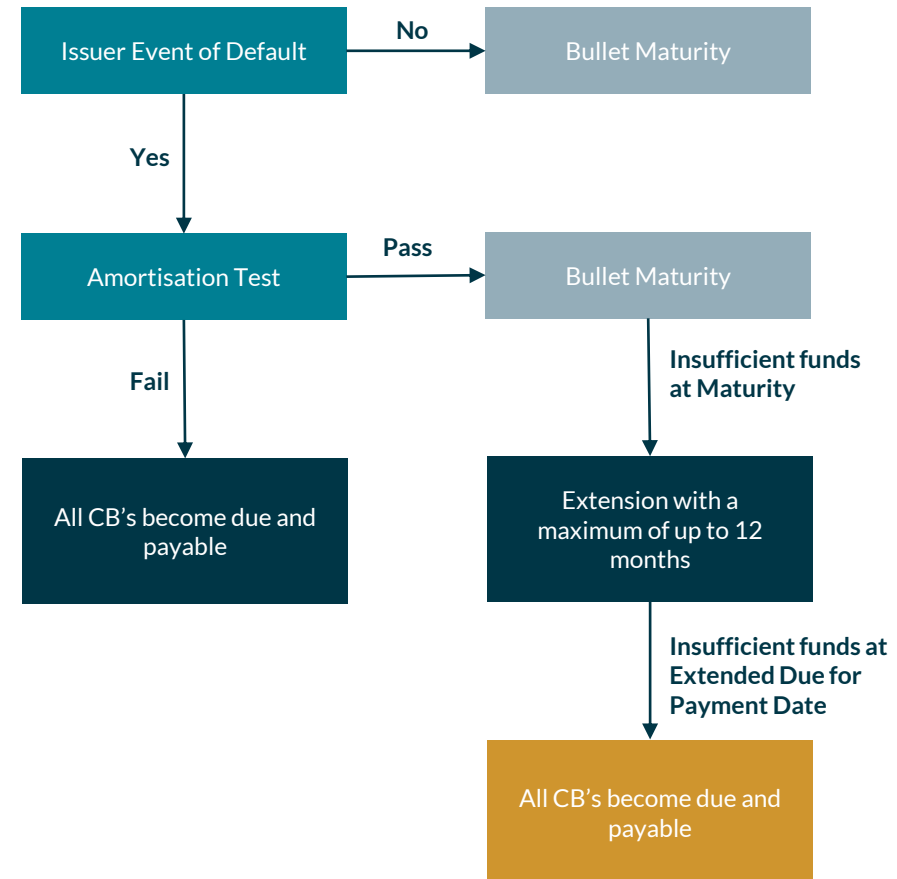 Issuer Event of Default
No
Bullet Maturity
Yes
Amortisation Test
Pass
Bullet Maturity
Fail
Insufficient funds
at Maturity
All CB’s become due and
payable
Extension with a
maximum of up to 12
months
Insufficient funds at
Extended Due for
Payment Date
All CB’s become due and
payable